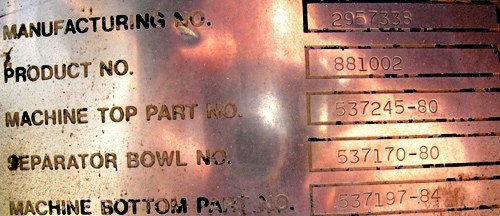 MANUFACTURING NO. 2957338
PRODUCT NO. 881002
MACHINE TOP PART NO. 537245-80
SEPARATOR BOWL NO. 537170-80
MACHINE BOTTOM PART NO. 537197-84